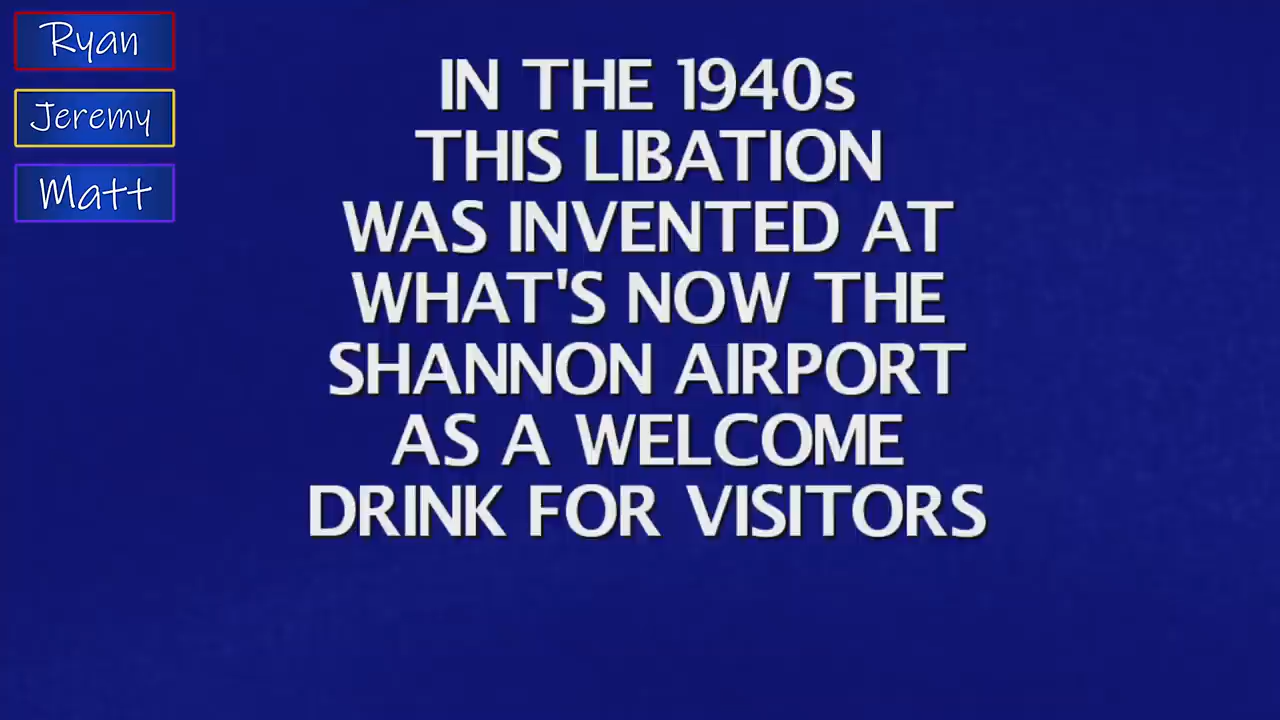 Ryan
Jeremy
Matt
IN THE 1940s
THIS LIBATION
WAS INVENTED AT
WHAT'S NOW THE
SHANNON AIRPORT
AS A WELCOME
DRINK FOR VISITORS